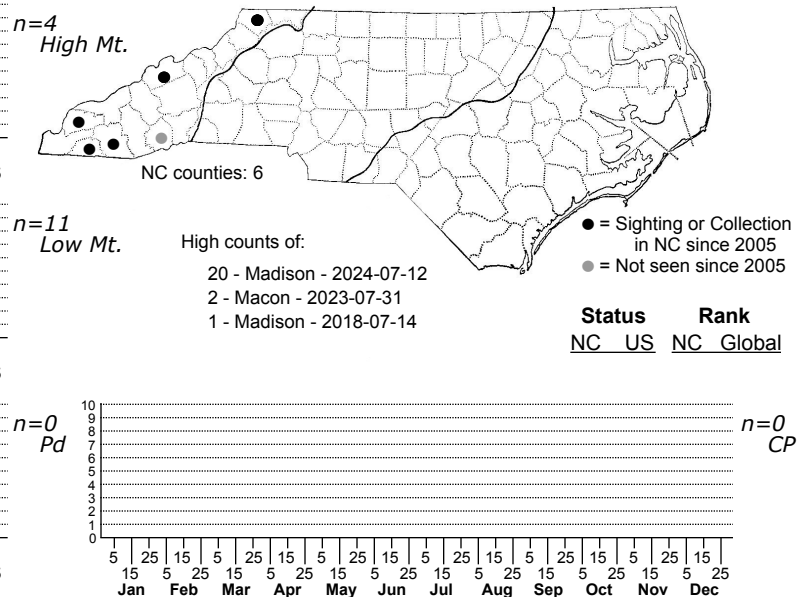 n=4
High Mt.
NC counties: 6
n=11
Low Mt.
High counts of:
20 - Madison - 2024-07-12
2 - Macon - 2023-07-31
1 - Madison - 2018-07-14
● = Sighting or Collection
in NC since 2005
● = Not seen since 2005
Status Rank
NC US NC Global
n=0
Pd
10
9
8
7
6
5
4
3
2
1
0
n=0
CP
5 25 15 5 25 15 5 25 15 5 25 15 5 25 15 5 25 15
15 5 25 15 5 25 15 5 25 15 5 25 15 5 25 15 5 25
Jan Feb Mar Apr May Jun Jul Aug Sep Oct Nov Dec